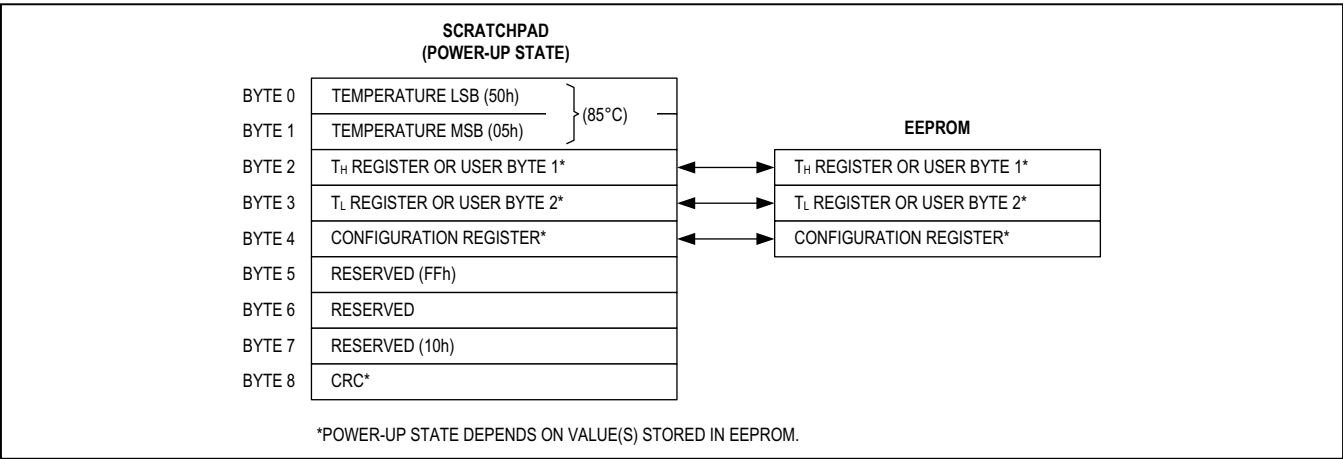 SCRATCHPAD
(POWER-UP STATE)
BYTE 0 TEMPERATURE LSB (50h)
(85°C)
BYTE 1 TEMPERATURE MSB (05h)
EEPROM
BYTE 2 TH REGISTER OR USER BYTE 1* TH REGISTER OR USER BYTE 1*
BYTE 3 TL REGISTER OR USER BYTE 2* TL REGISTER OR USER BYTE 2*
BYTE 4 CONFIGURATION REGISTER* CONFIGURATION REGISTER*
BYTE 5 RESERVED (FFh)
BYTE 6 RESERVED
BYTE 7 RESERVED (10h)
BYTE 8 CRC*
*POWER-UP STATE DEPENDS ON VALUE(S) STORED IN EEPROM.